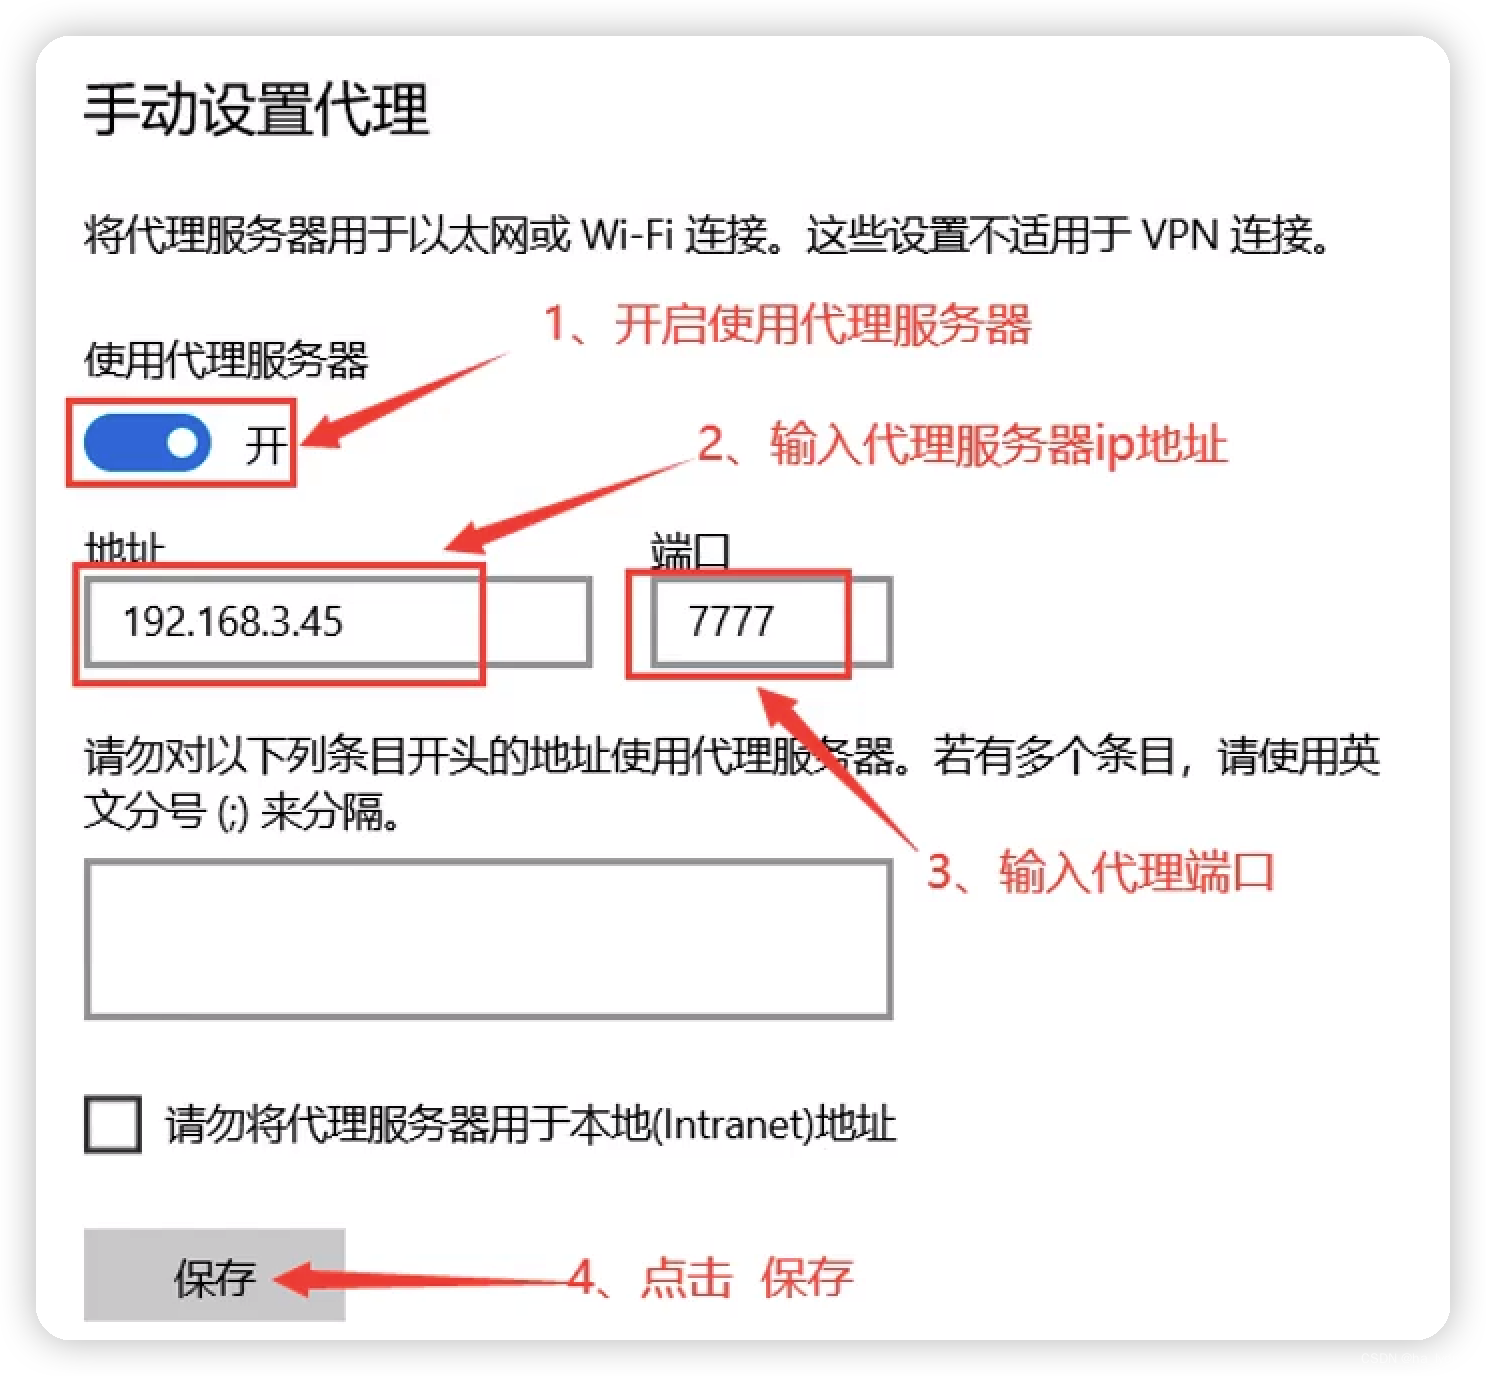 手动设置代理
将代理服务器用于以太网或 Wi-Fi 连接。这些设置不适用于 VPN 连接。
1、开启使用代理服务器
使用代理服务器
开
2、输入代理服务器ip地址
地址
端口
192.168.3.45
7777
请勿对以下列条目开头的地址使用代理服务器。若有多个条目，请使用英
文分号 (;) 来分隔。
3、输入代理端口
请勿将代理服务器用于本地(Intranet)地址
保存
4、点击 保存